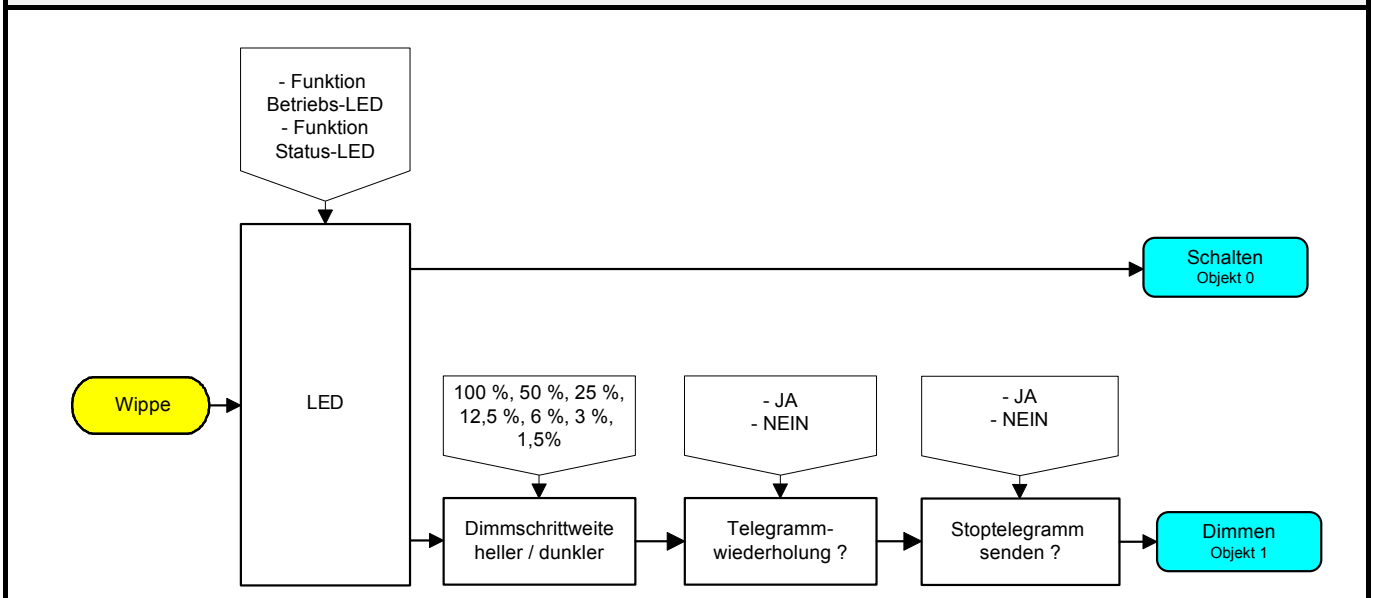 - Funktion
Betriebs-LED
- Funktion
Status-LED
Schalten
Objekt 0
Wippe
LED
100 %, 50 %, 25 %,
12,5 %, 6 %, 3 %,
1,5%
- JA
- NEIN
- JA
- NEIN
Dimmschrittweite
heller / dunkler
Telegramm-
wiederholung ?
Stoptelegramm
senden ?
Dimmen
Objekt 1